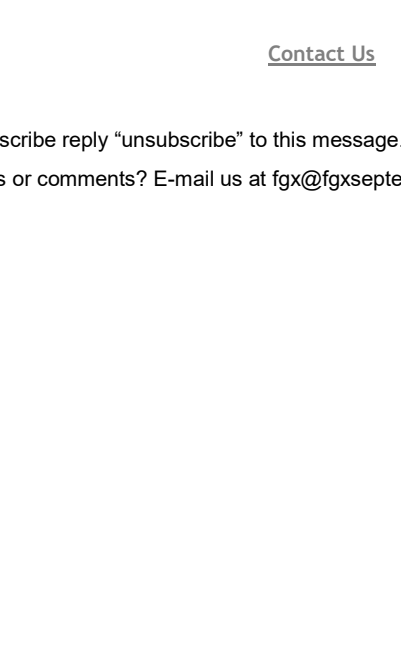 Contact Us
scribe reply “unsubscribe” to this message.
s or comments? E-mail us at fgx@fgxsepte